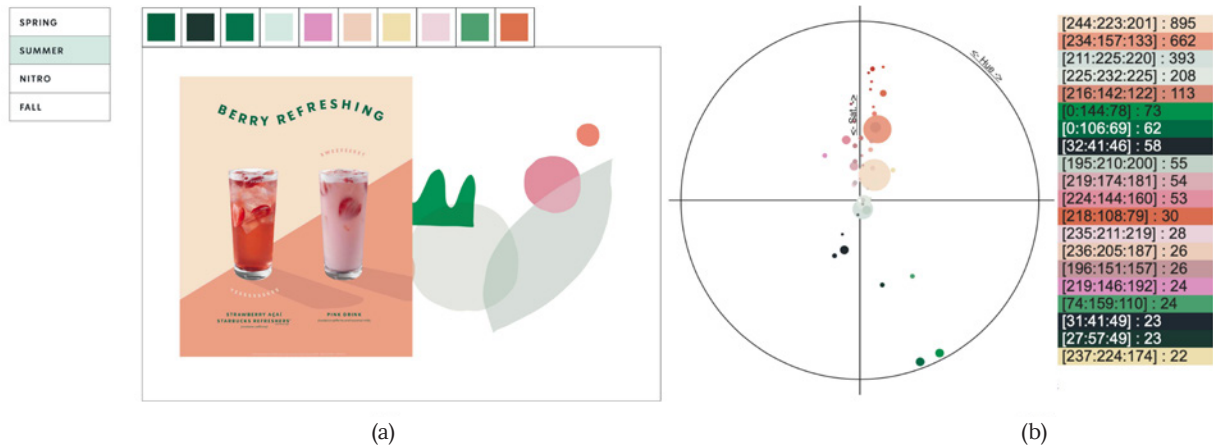 SPRING
SUMMER
NITRO
FALL
BERRY REFRESHING
STRAWBERRY AÇAÍ
STARBUCKS REFRESHERS
PINK DRINK
< Hue >
< Sat. >
[244:223:201] : 895
[234:157:133] : 662
[211:225:220] : 393
[225:232:225] : 208
[216:142:122] : 113
[0:144:78] : 73
[0:106:69] : 62
[32:41:46] : 58
[195:210:200] : 55
[219:174:181] : 54
[224:144:160] : 53
[218:108:79] : 30
[235:211:219] : 28
[236:205:187] : 26
[196:151:157] : 26
[219:146:192] : 24
[74:159:110] : 24
[31:41:49] : 23
[27:57:49] : 23
[237:224:174] : 22
(a)
(b)